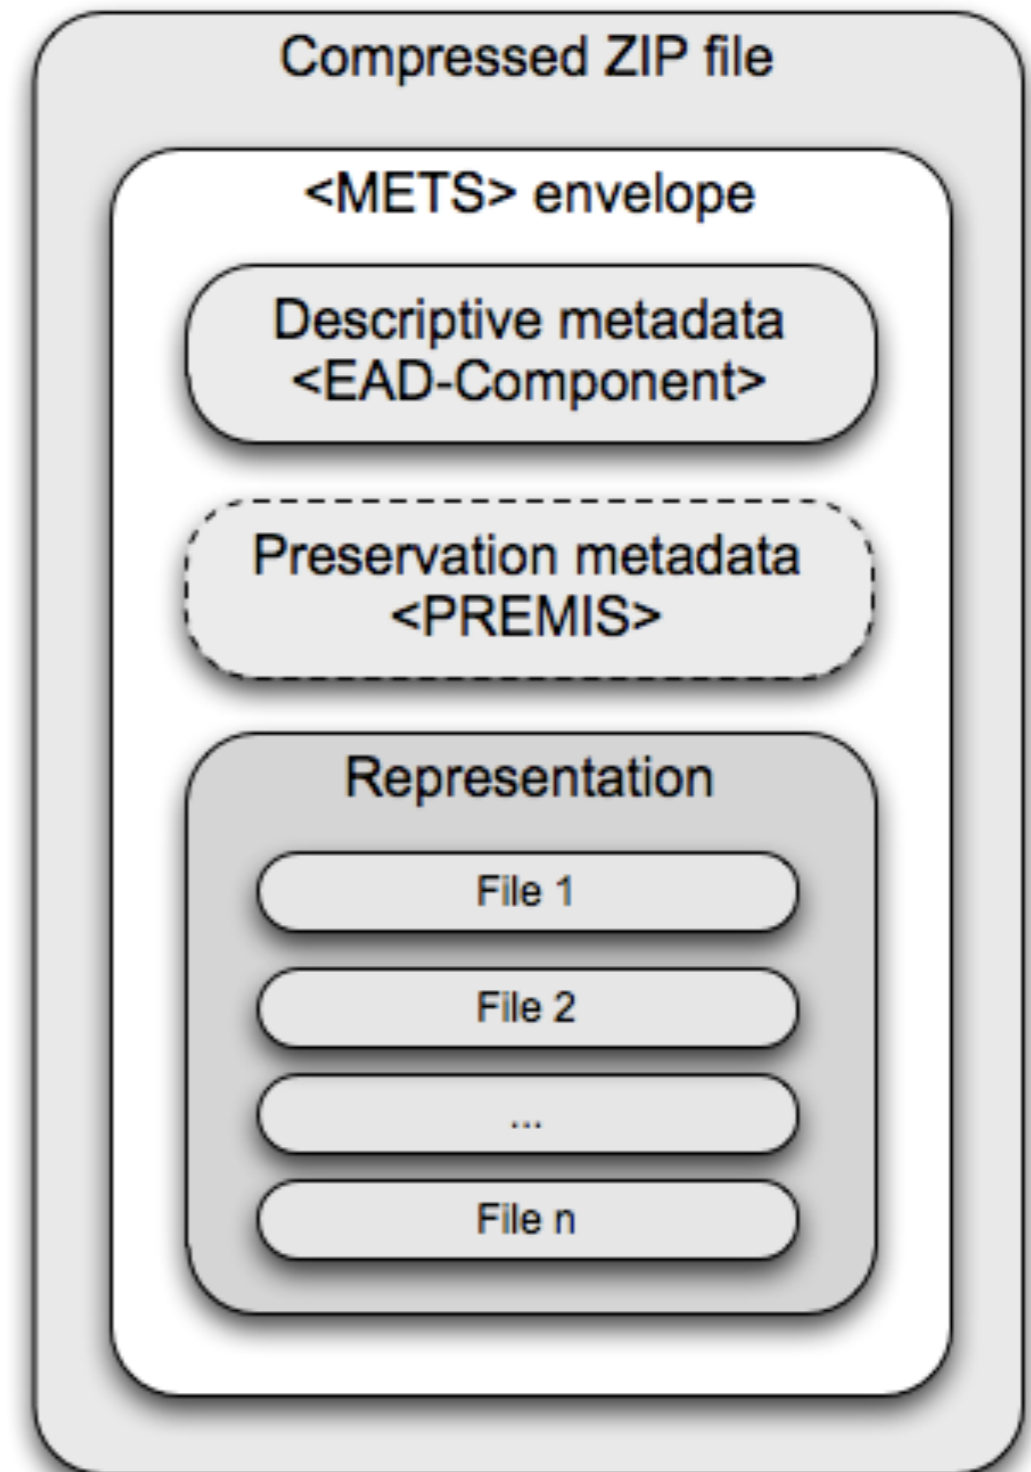 Compressed ZIP file
<METS> envelope
Descriptive metadata
<EAD-Component>
Preservation metadata
<PREMIS>
Representation
File 1
File 2
...
File n